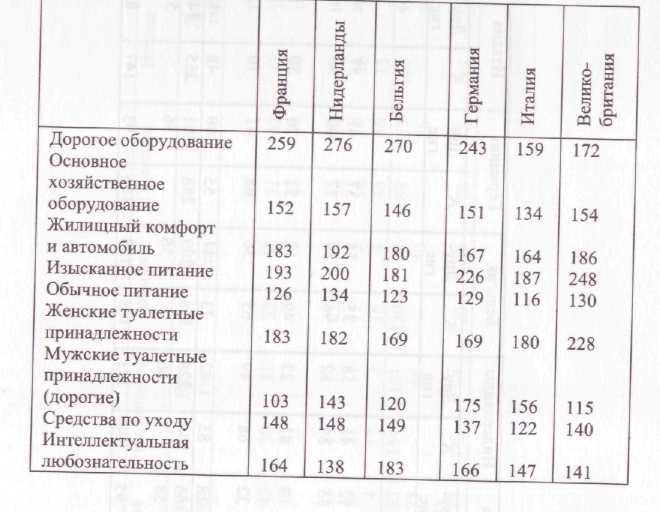 Франция Нидерланды Бельгия Германия Италия Велико-
британия
Дорогое оборудование 259 276 270 243 159 172
Основное
хозяйственное
оборудование 152 157 146 151 134 154
Жилищный комфорт
и автомобиль 183 192 180 167 164 186
Изысканное питание 193 200 181 226 187 248
Обычное питание 126 134 123 129 116 130
Женские туалетные
принадлежности 183 182 169 169 180 228
Мужские туалетные
принадлежности
(дорогие) 103 143 120 175 156 115
Средства по уходу 148 148 149 137 122 140
Интеллектуальная
любознательность 164 138 183 166 147 141